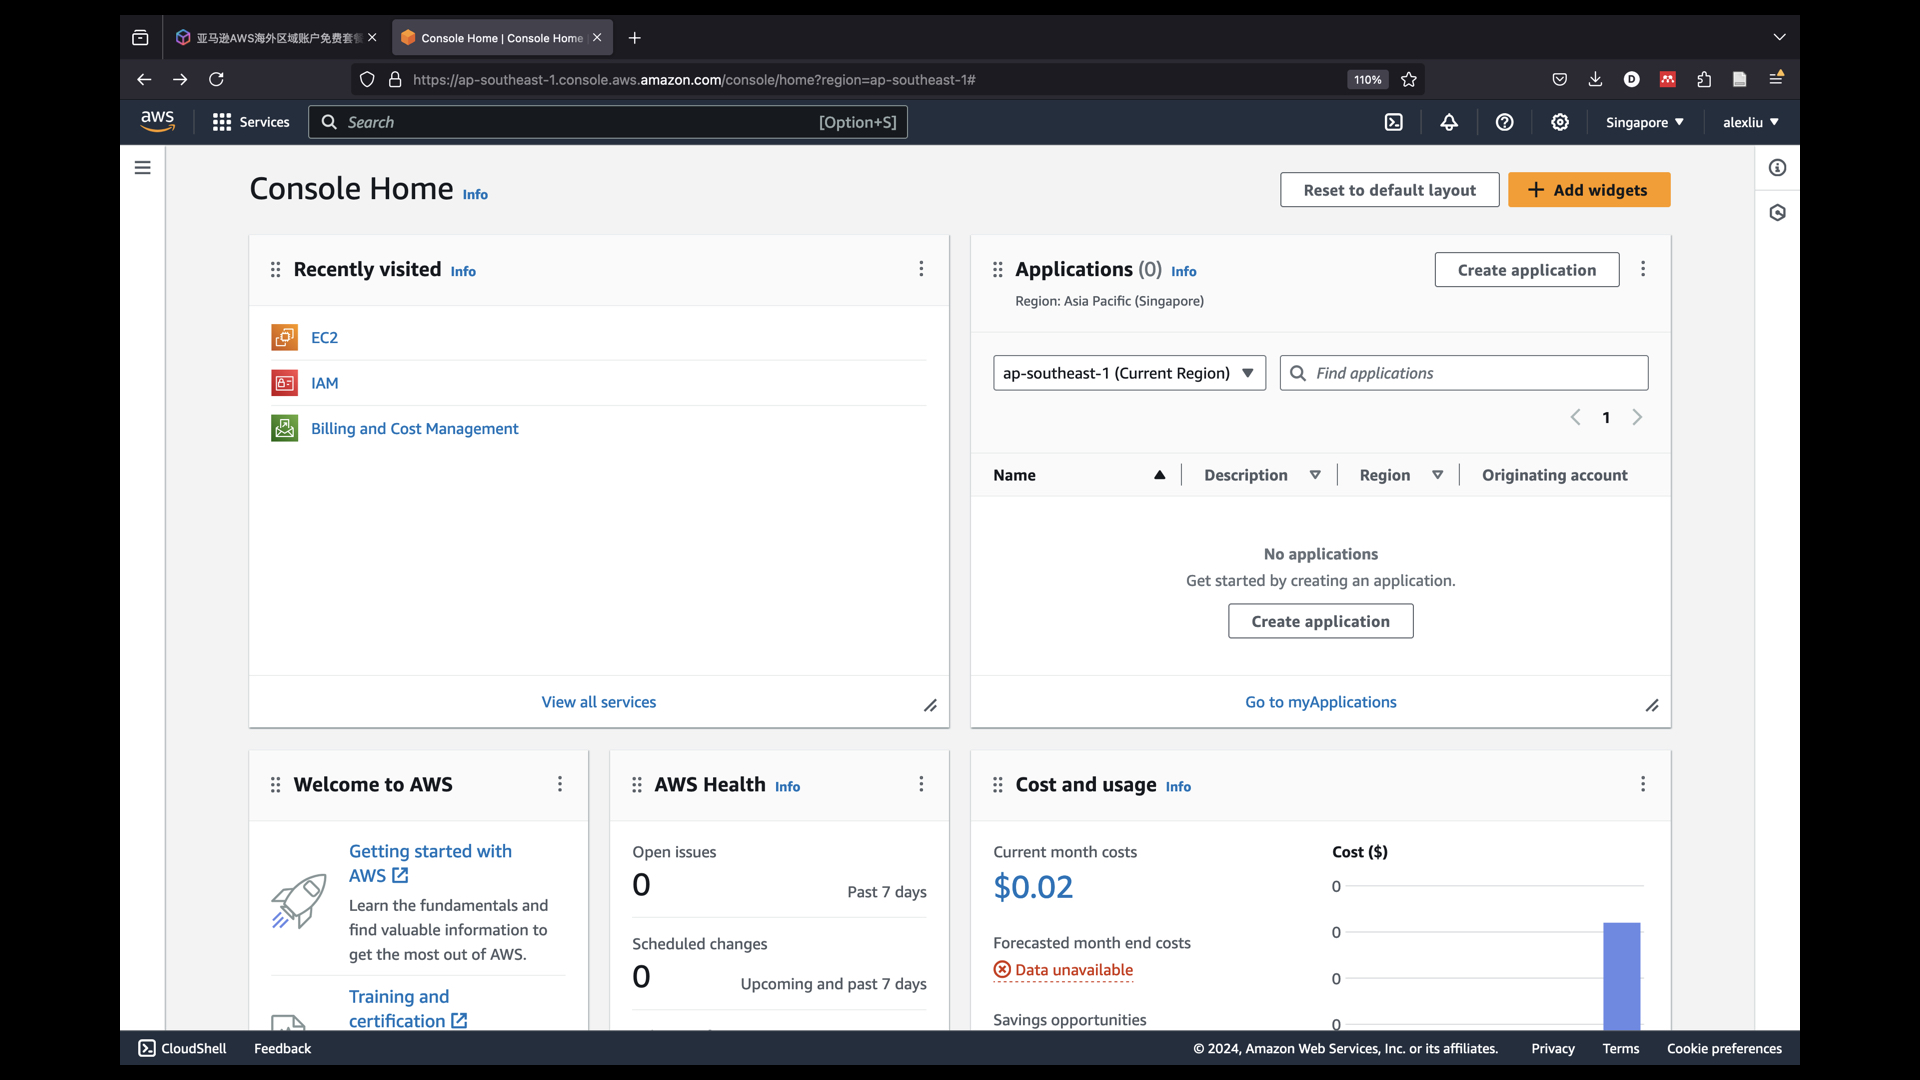 亚马逊AWS海外区域账户免费套餐
Console Home | Console Home
https://ap-southeast-1.console.aws.amazon.com/console/home?region=ap-southeast-1#
110%
aws
Services
Search
[Option+S]
Singapore
alexliu
Console Home Info
Reset to default layout
Add widgets
Recently visited Info
EC2
IAM
Billing and Cost Management
View all services
Applications (0) Info
Region: Asia Pacific (Singapore)
Create application
ap-southeast-1 (Current Region)
Find applications
1
Name
Description
Region
Originating account
No applications
Get started by creating an application.
Create application
Go to myApplications
Welcome to AWS
Getting started with
AWS
Learn the fundamentals and
find valuable information to
get the most out of AWS.
Training and
certification
AWS Health Info
Open issues
0
Past 7 days
Scheduled changes
0
Upcoming and past 7 days
Cost and usage Info
Current month costs
$0.02
Forecasted month end costs
Data unavailable
Savings opportunities
Cost ($)
0
0
0
0
CloudShell
Feedback
© 2024, Amazon Web Services, Inc. or its affiliates.
Privacy
Terms
Cookie preferences